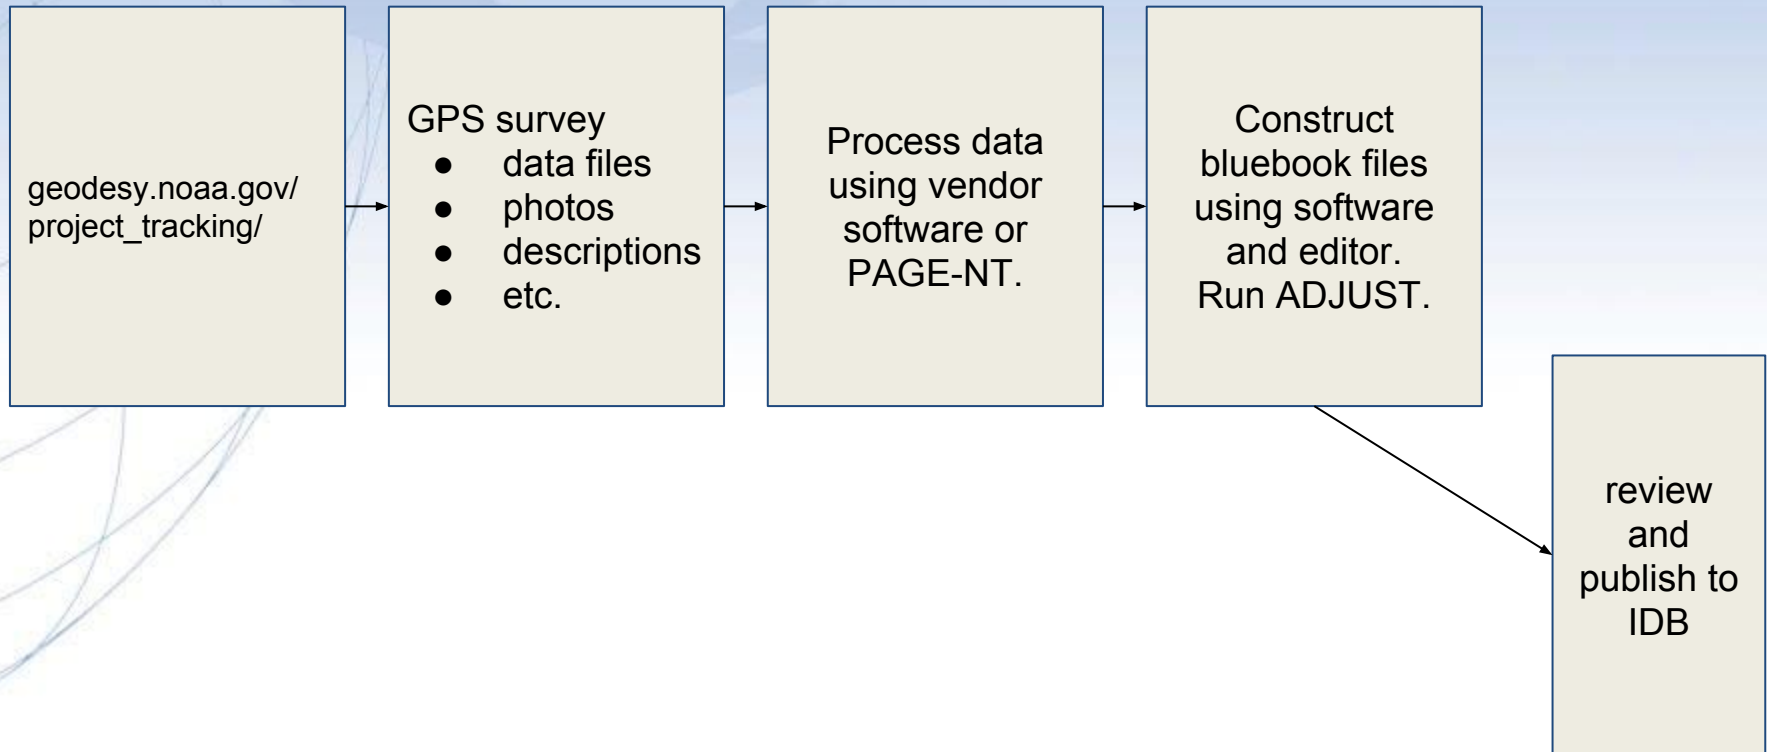 geodesy.noaa.gov/
project_tracking/
GPS survey
● data files
● photos
● descriptions
● etc.
Process data
using vendor
software or
PAGE-NT.
Construct
bluebook files
using software
and editor.
Run ADJUST.
review
and
publish to
IDB